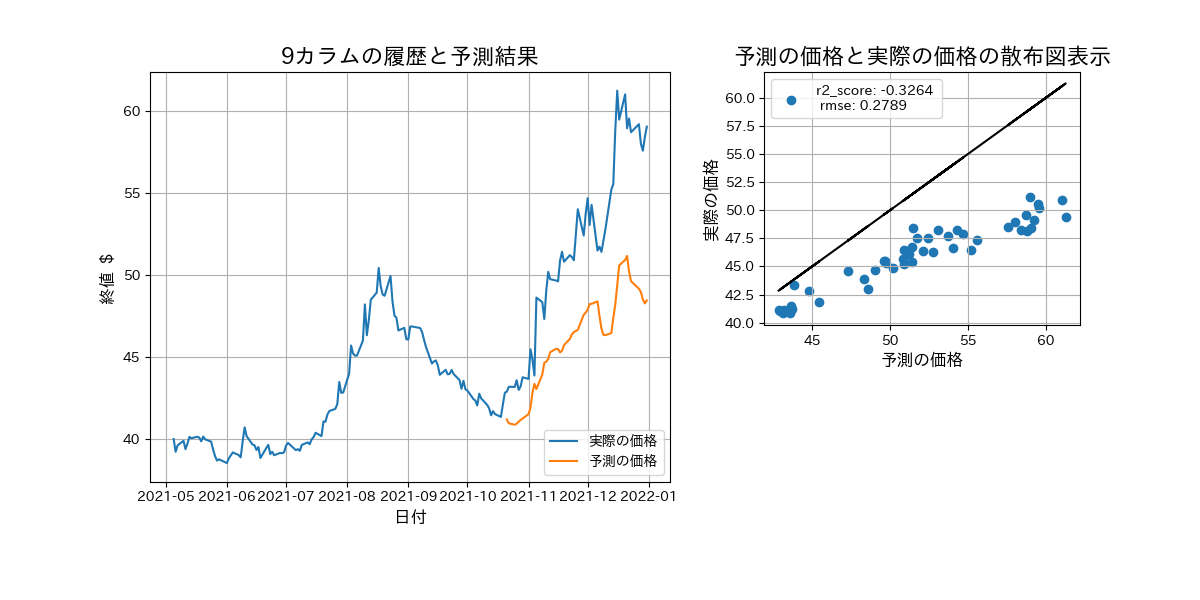 9カラムの履歴と予測結果
終値 $
60
55
50
45
40
実際の価格
予測の価格
2021-05 2021-06 2021-07 2021-08 2021-09 2021-10 2021-11 2021-12 2022-01
日付
予測の価格と実際の価格の散布図表示
実際の価格
60.0
57.5
55.0
52.5
50.0
47.5
45.0
42.5
40.0
r2_score: -0.3264
rmse: 0.2789
45 50 55 60
予測の価格